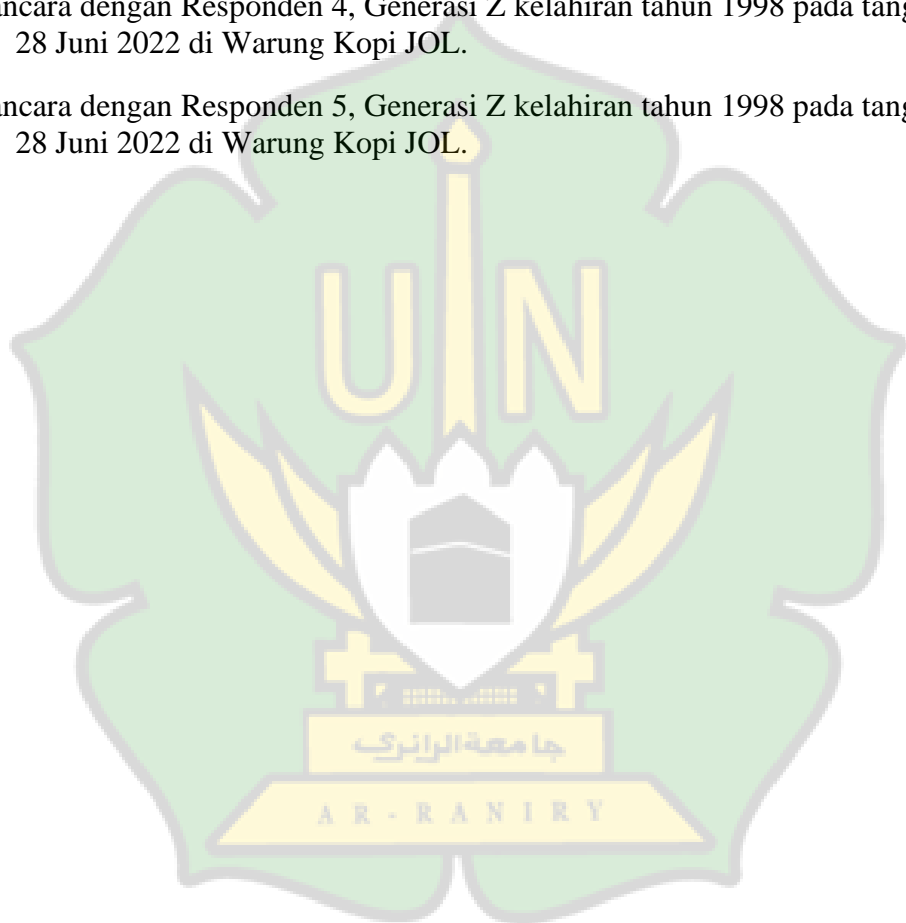 ancara dengan Responden 4, Generasi Z kelahiran tahun 1998 pada tang
28 Juni 2022 di Warung Kopi JOL.
ancara dengan Responden 5, Generasi Z kelahiran tahun 1998 pada tang
28 Juni 2022 di Warung Kopi JOL.
UIN
جامعة الرانري
AR-RANIRY